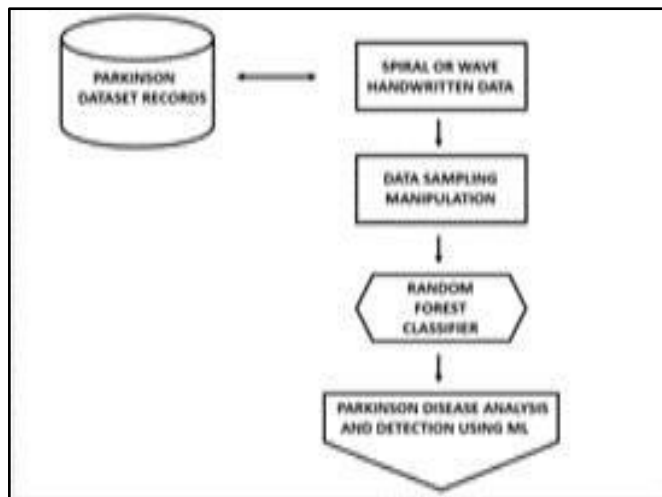 PARKINSON
DATASET RECORDS
SPIRAL OR WAVE
HANDWRITTEN DATA
DATA SAMPLING
MANIPULATION
RANDOM
FOREST
CLASSIFIER
PARKINSON DISEASE ANALYSIS
AND DETECTION USING ML